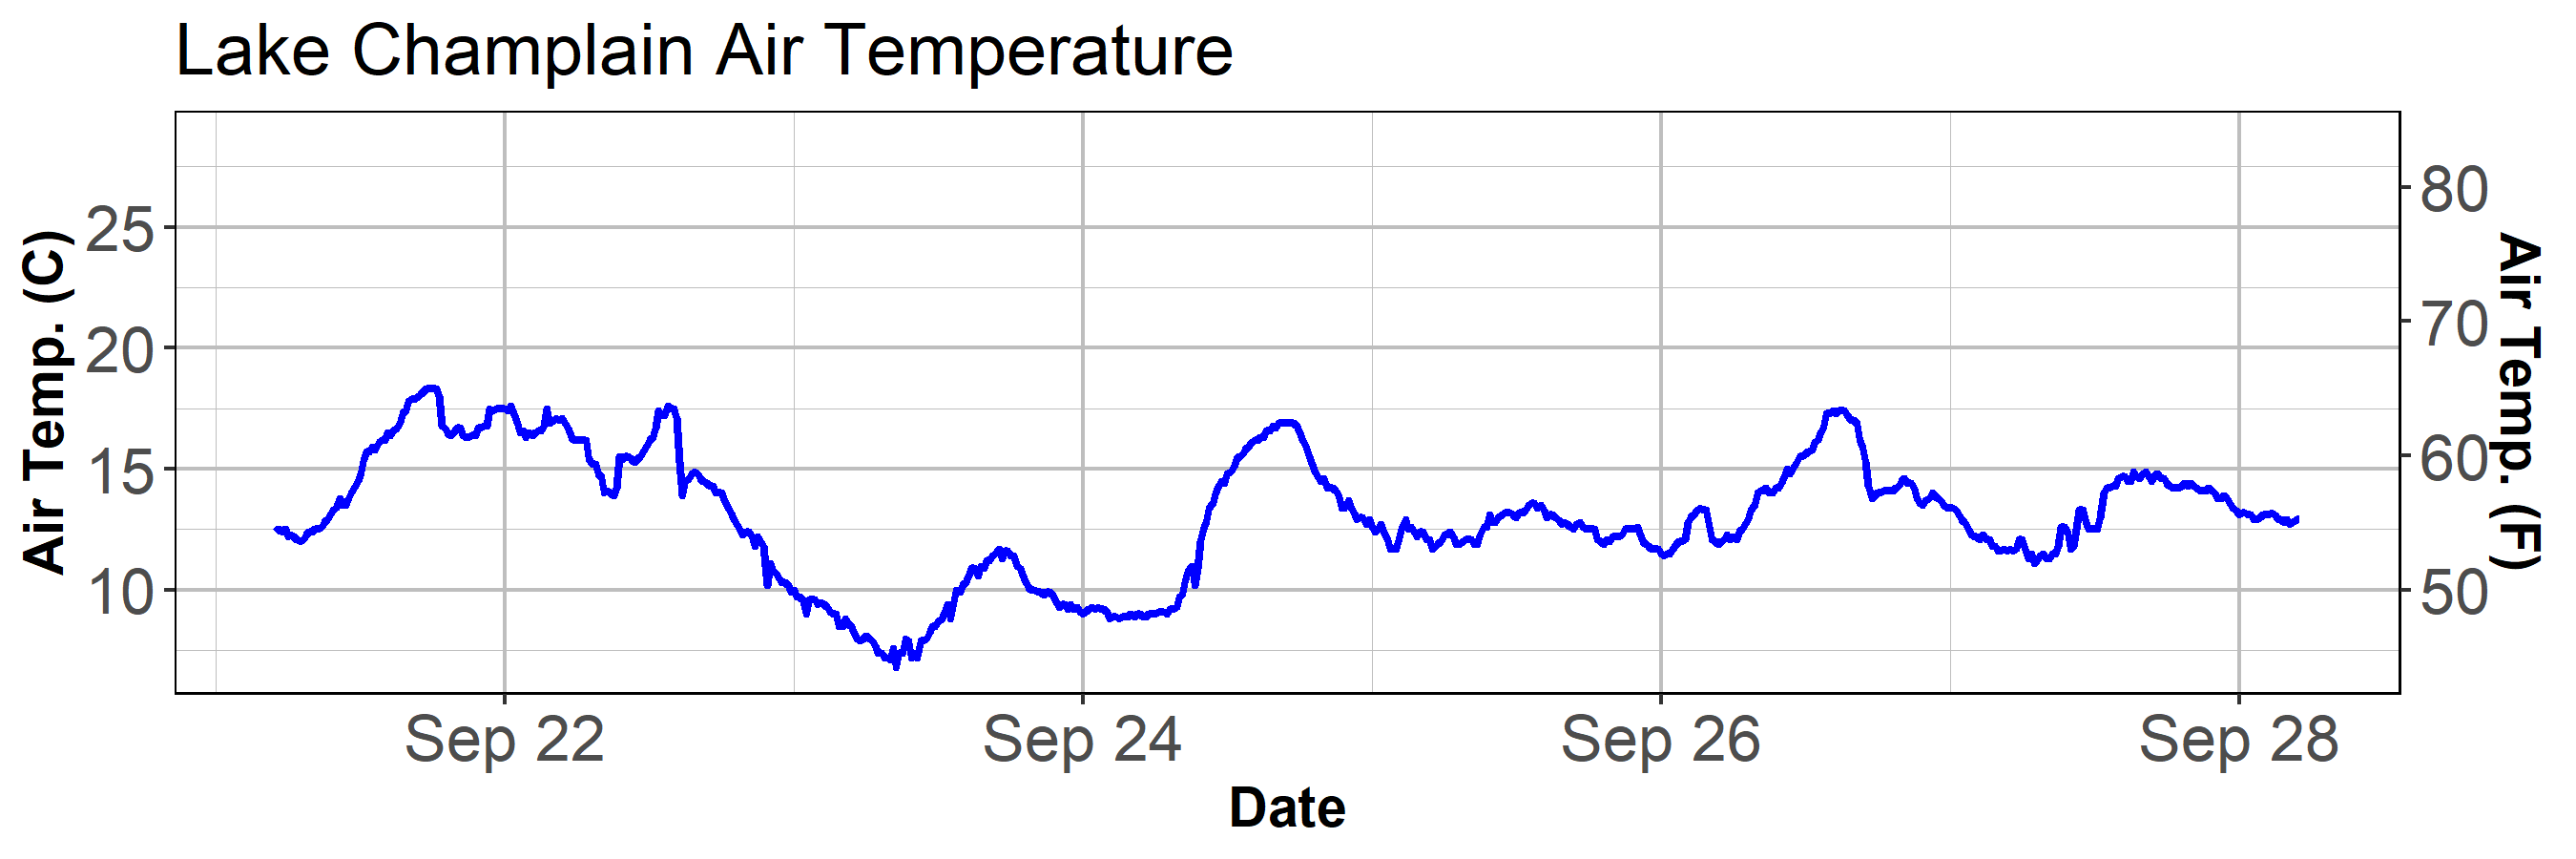 Lake Champlain Air Temperature
Air Temp. (C)
25
20
15
10
80
70
60
50
Air Temp. (F)
Sep 22
Sep 24
Sep 26
Sep 28
Date